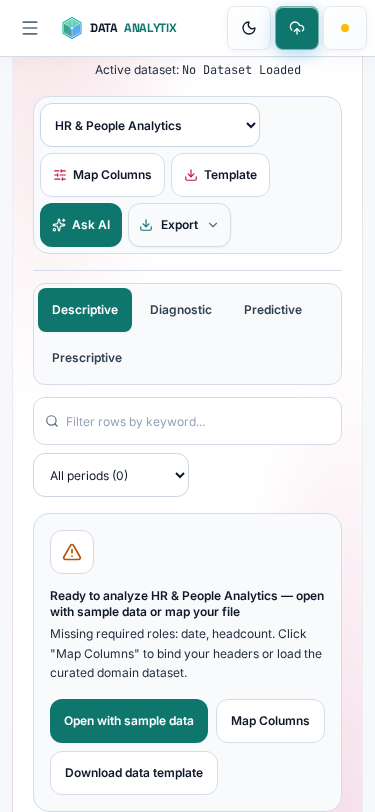 DATA ANALYTIX
Active dataset: No Dataset Loaded
HR & People Analytics
Map Columns
Template
Ask AI
Export
Descriptive
Diagnostic
Predictive
Prescriptive
Filter rows by keyword...
All periods (0)
Ready to analyze HR & People Analytics — open
with sample data or map your file
Missing required roles: date, headcount. Click
"Map Columns" to bind your headers or load the
curated domain dataset.
Open with sample data
Map Columns
Download data template